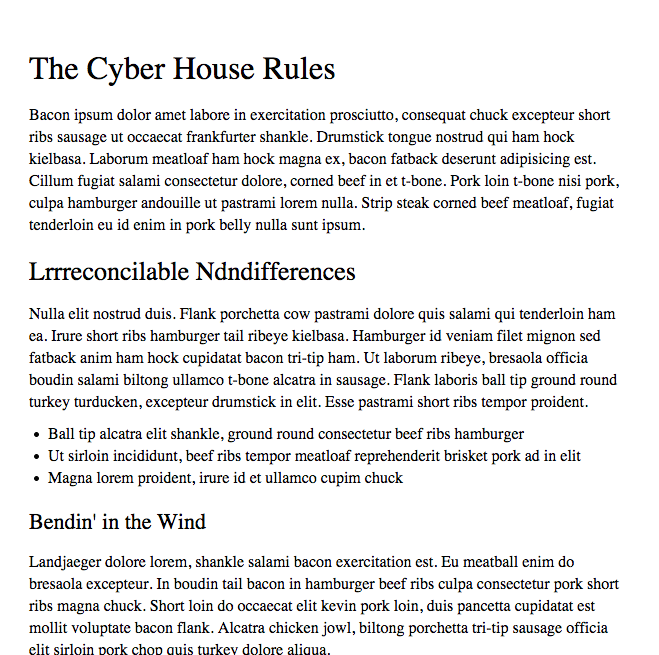 The Cyber House Rules
Bacon ipsum dolor amet labore in exercitation prosciutto, consequat chuck excepteur short
ribs sausage ut occaecat frankfurter shankle. Drumstick tongue nostrud qui ham hock
kielbasa. Laborum meatloaf ham hock magna ex, bacon fatback deserunt adipisicing est.
Cillum fugiat salami consectetur dolore, corned beef in et t-bone. Pork loin t-bone nisi pork,
culpa hamburger andouille ut pastrami lorem nulla. Strip steak corned beef meatloaf, fugiat
tenderloin eu id enim in pork belly nulla sunt ipsum.
Lrrreconcilable Ndndifferences
Nulla elit nostrud duis. Flank porchetta cow pastrami dolore quis salami qui tenderloin ham
ea. Irure short ribs hamburger tail ribeye kielbasa. Hamburger id veniam filet mignon sed
fatback anim ham hock cupidatat bacon tri-tip ham. Ut laborum ribeye, bresaola officia
boudin salami biltong ullamco t-bone alcatra in sausage. Flank laboris ball tip ground round
turkey turducken, excepteur drumstick in elit. Esse pastrami short ribs tempor proident.
• Ball tip alcatra elit shankle, ground round consectetur beef ribs hamburger
• Ut sirloin incididunt, beef ribs tempor meatloaf reprehenderit brisket pork ad in elit
• Magna lorem proident, irure id et ullamco cupim chuck
Bendin' in the Wind
Landjaeger dolore lorem, shankle salami bacon exercitation est. Eu meatball enim do
bresaola excepteur. In boudin tail bacon in hamburger beef ribs culpa consectetur pork short
ribs magna chuck. Short loin do occaecat elit kevin pork loin, duis pancetta cupidatat est
mollit voluptate bacon flank. Alcatra chicken jowl, biltong porchetta tri-tip sausage officia
elit sirloin pork chop quis turkey dolore aliqua.